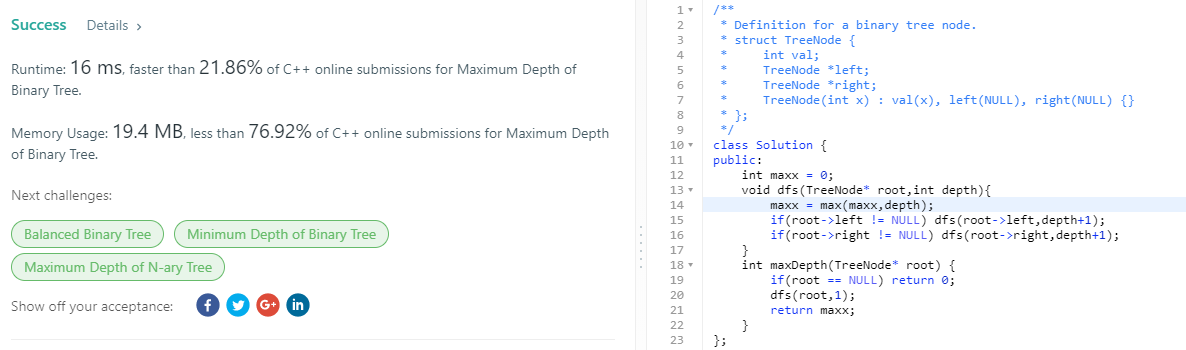 Success Details >
Runtime: 16 ms, faster than 21.86% of C++ online submissions for Maximum Depth of
Binary Tree.
Memory Usage: 19.4 MB, less than 76.92% of C++ online submissions for Maximum Depth
of Binary Tree.
Next challenges:
Balanced Binary Tree Minimum Depth of Binary Tree
Maximum Depth of N-ary Tree
Show off your acceptance: f G+ in
1 /**
2  * Definition for a binary tree node.
3  * struct TreeNode {
4  *     int val;
5  *     TreeNode *left;
6  *     TreeNode *right;
7  *     TreeNode(int x) : val(x), left(NULL), right(NULL) {}
8  * };
9  */
10 class Solution {
11 public:
12     int maxx = 0;
13     void dfs(TreeNode* root,int depth){
14         maxx = max(maxx,depth);
15         if(root->left != NULL) dfs(root->left,depth+1);
16         if(root->right != NULL) dfs(root->right,depth+1);
17     }
18     int maxDepth(TreeNode* root) {
19         if(root == NULL) return 0;
20         dfs(root,1);
21         return maxx;
22     }
23 };